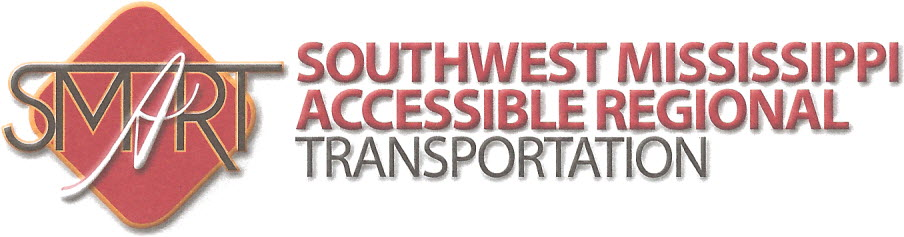 SMART
SOUTHWEST MISSISSIPPI
ACCESSIBLE REGIONAL
TRANSPORTATION